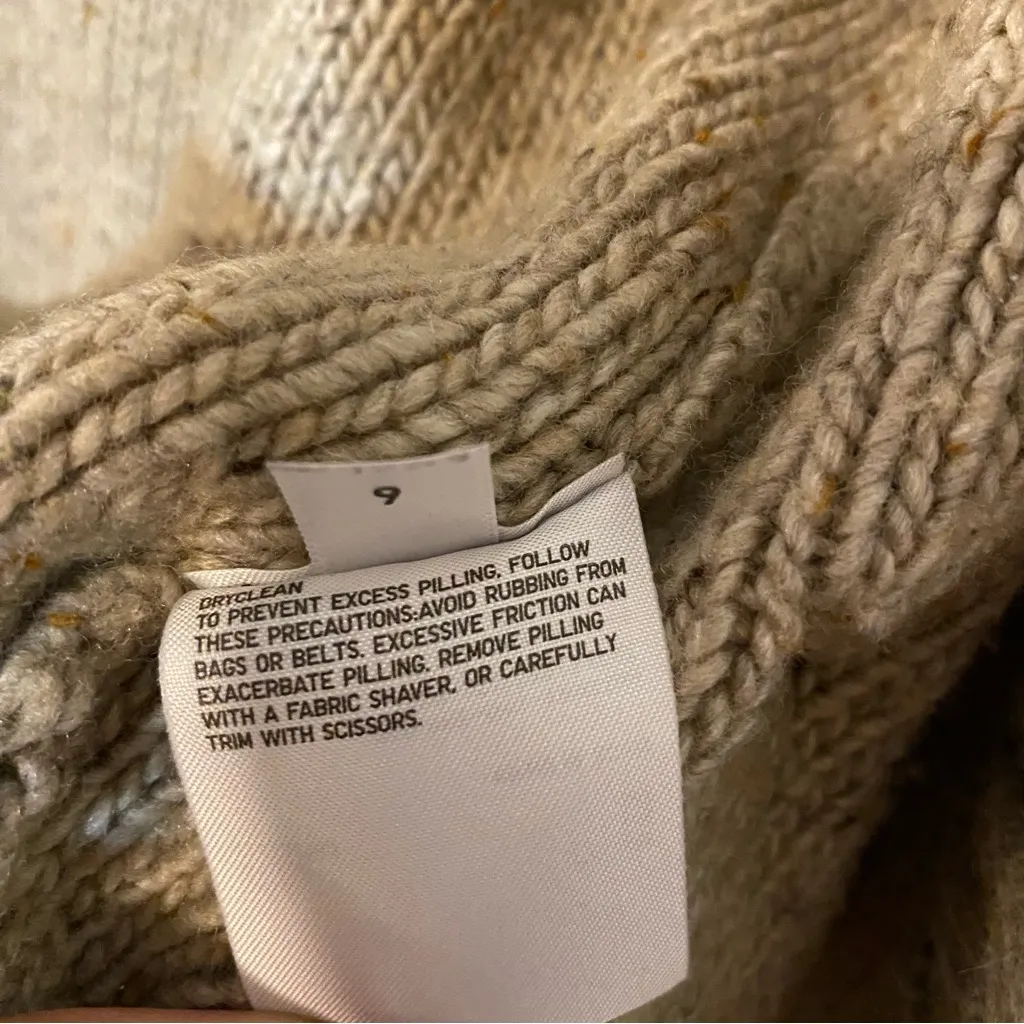 9
DRYCLEAN
TO PREVENT EXCESS PILLING, FOLLOW
THESE PRECAUTIONS.AVOID RUBBING FROM
BAGS OR BELTS. EXCESSIVE FRICTION CAN
EXACERBATE PILLING. REMOVE PILLING
WITH A FABRIC SHAVER, OR CAREFULLY
TRIM WITH SCISSORS.